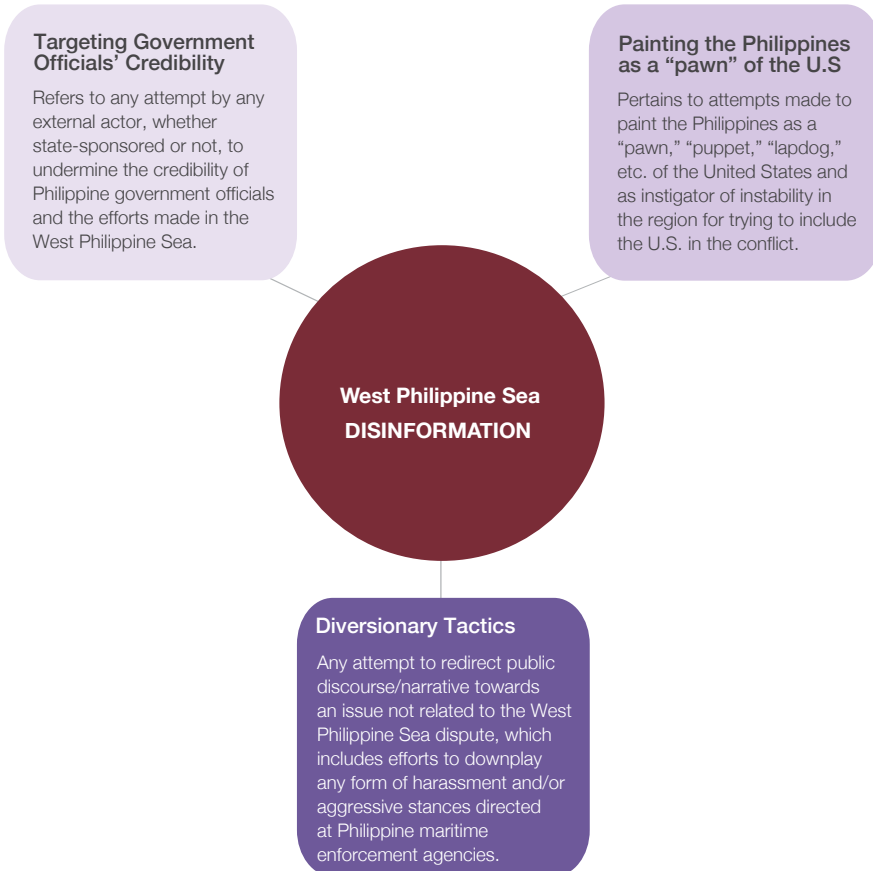 Targeting Government
Officials’ Credibility
Refers to any attempt by any
external actor, whether
state-sponsored or not, to
undermine the credibility of
Philippine government officials
and the efforts made in the
West Philippine Sea.
Painting the Philippines
as a “pawn” of the U.S
Pertains to attempts made to
paint the Philippines as a
“pawn,” “puppet,” “lapdog,”
etc. of the United States and
as instigator of instability in
the region for trying to include
the U.S. in the conflict.
West Philippine Sea
DISINFORMATION
Diversionary Tactics
Any attempt to redirect public
discourse/narrative towards
an issue not related to the West
Philippine Sea dispute, which
includes efforts to downplay
any form of harassment and/or
aggressive stances directed
at Philippine maritime
enforcement agencies.